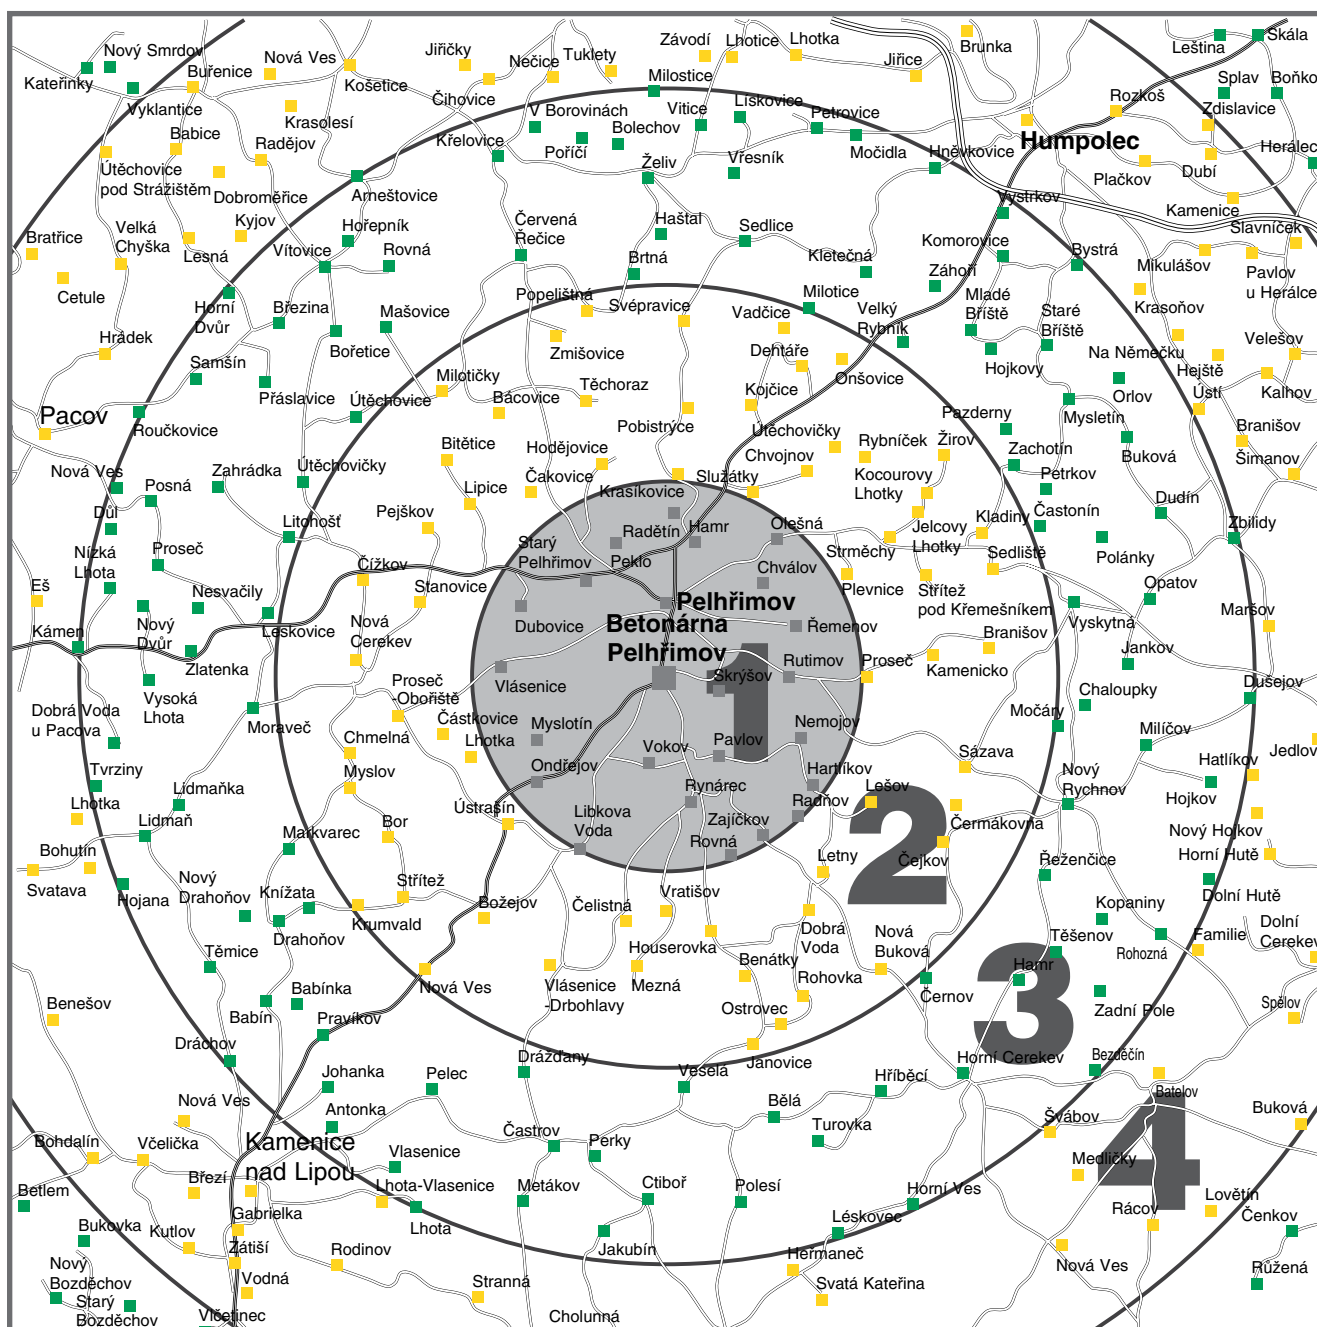 Nový Smrdov
Kateřinky
Vyklantice
Buřenice
Nová Ves
Košetice
Jiřičky
Čihovice
Nečice
Tuklety
Závodí
Lhotice
Lhotka
Jiřice
Brunka
Leština
Skála
Splav
Boňkov
Zdislavice
Rozkoš
Humpolec
Herálec
Dubí
Plačkov
Kamenice
Slavníček
Mikulášov
Pavlov
u Herálce
Krasoňov
Velešov
Hejště
Kalhov
Ústí
Branišov
Šimanov
Babice
Krasolesí
Radějov
Útěchovice
pod Strážištěm
Dobroměřice
Kyjov
Velká
Chyška
Lesná
Bratřice
Cetule
Hrádek
Pacov
Arneštovice
Hořepník
Vítovice
Rovná
Horní
Dvůr
Březina
Mašovice
Bořetice
Samšín
Přáslavice
Útěchovice
Roučkovice
Křelovice
V Borovinách
Milostice
Vitice
Lískovice
Petrovice
Poříčí
Bolechov
Želiv
Vřesník
Močidla
Hněvkovice
Vystrkov
Červená
Řečice
Haštal
Sedlice
Brtná
Kletečná
Komorovice
Bystrá
Záhoří
Milotice
Velký
Rybník
Mladé
Bříště
Staré
Bříště
Hojkovy
Na Němečku
Orlov
Mysletín
Buková
Pazderny
Zachotín
Petrkov
Dudín
Častonín
Polánky
Zbilidy
Opatov
Maršov
Popelištná
Svépravice
Vadčice
Zmišovice
Dehtáře
Onšovice
Milotičky
Těchoraz
Kojčice
Bácovice
Pobistrýce
Útěchovičky
Bitětice
Hodějovice
Rybníček
Žirov
Chvojnov
Kocourovy
Lhotky
Služátky
Čakovice
Krasíkovice
Lipice
Pejškov
Nová Ves
Posná
Zahrádka
Útěchovičky
Důl
Litohošť
Nízká
Lhota
Proseč
Čížkov
Stanovice
Eš
Kámen
Nový
Dvůr
Nesvačily
Leskovice
Nová
Cerekev
Zlatenka
Vysoká
Lhota
Starý
Pelhřimov
Radětín
Hamr
Olešná
Peklo
Chválov
Dubovice
Pelhřimov
Betonárna
Pelhřimov
Řemenov
Vlásenice
Skrýšov
Rutimov
Proseč
1
Myslotín
Vokov
Pavlov
Nemojov
Ondřejov
Rynárec
Hartlíkov
Libkova
Voda
Zajíčkov
Radňov
Rovná
Strměchy
Jelcovy
Lhotky
Kladiny
Sedliště
Plevnice
Střítež
pod Křemešníkem
Vyskytná
Branišov
Kamenicko
Jankov
Chaloupky
Dušejov
Močáry
Milíčov
Sázava
Nový
Rychnov
Hatlíkov
Jedlov
Hojkov
Nový Hojkov
Horní Hutě
Dolní Hutě
Dolní
Cerekev
Familie
Spělov
Dobrá Voda
u Pacova
Moraveč
Proseč
-Obořiště
Částkovice
Lhotka
Chmelná
Myslov
Tvrziny
Lhotka
Lidmaňka
Lidmaň
Bohutín
Svatava
Hojana
Nový
Drahoňov
Markvarec
Bor
Ústrašín
Knížata
Střítež
Krumvald
Božejov
Drahoňov
Těmice
Babínka
Babín
Pravíkov
Nová Ves
Benešov
Dráchov
Čelistná
Vratišov
Houserovka
Mezná
Vlásenice
-Drbohlavy
Benátky
Dobrá
Voda
Rohovka
Ostrovec
Janovice
Letny
Lešov
2
Čejkov
Čermákovna
Nová
Buková
Černov
Řeženčice
Kopaniny
Těšenov
Rohozná
Hamr
3
Zadní Pole
Horní Cerekev
Bezděčín
Batelov
4
Švábov
Buková
Medličky
Rácov
Lovětín
Čenkov
Růžená
Nová Ves
Johanka
Pelec
Antonka
Drážďany
Veselá
Hříběcí
Bělá
Turovka
Častrov
Perky
Nová Ves
Bohdalín
Včelička
Kamenice
nad Lipou
Vlasenice
Lhota-Vlasenice
Lhota
Metákov
Ctiboř
Polesí
Horní Ves
Léskovec
Heřmaneč
Svatá Kateřina
Jakubín
Betlem
Březí
Gabrielka
Bukovka
Kutlov
Zátiší
Rodinov
Nový
Bozděchov
Starý
Bozděchov
Vodná
Vlčetinec
Stranná
Cholunná